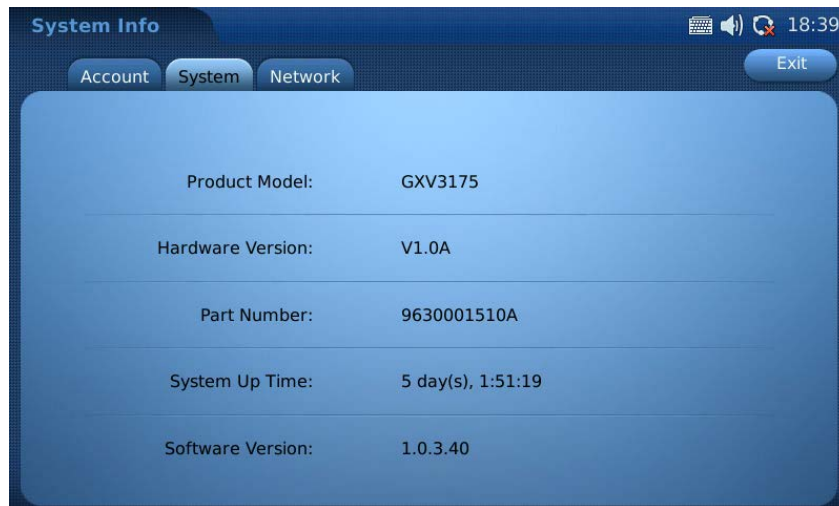 System Info 18:39
Account System Network Exit
Product Model: GXV3175
Hardware Version: V1.0A
Part Number: 9630001510A
System Up Time: 5 day(s), 1:51:19
Software Version: 1.0.3.40